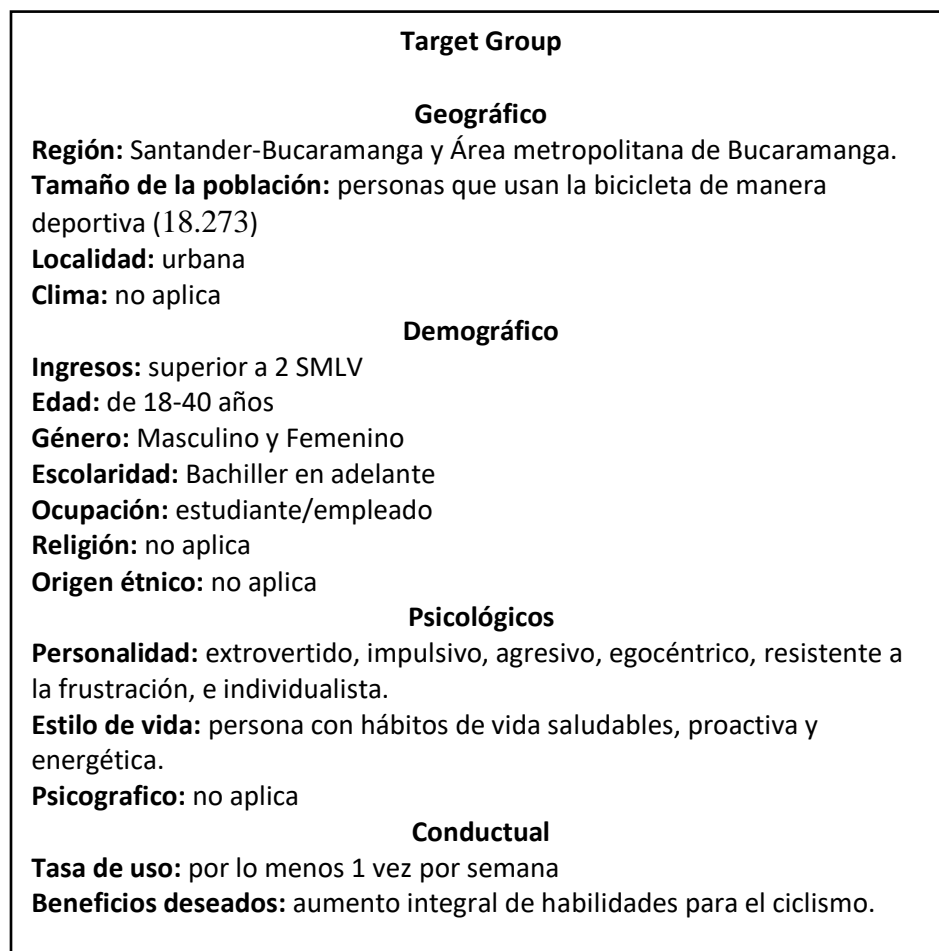 Target Group
Geográfico
Región: Santander-Bucaramanga y Área metropolitana de Bucaramanga.
Tamaño de la población: personas que usan la bicicleta de manera
deportiva (18.273)
Localidad: urbana
Clima: no aplica
Demográfico
Ingresos: superior a 2 SMLV
Edad: de 18-40 años
Género: Masculino y Femenino
Escolaridad: Bachiller en adelante
Ocupación: estudiante/empleado
Religión: no aplica
Origen étnico: no aplica
Psicológicos
Personalidad: extrovertido, impulsivo, agresivo, egocéntrico, resistente a
la frustración, e individualista.
Estilo de vida: persona con hábitos de vida saludables, proactiva y
energética.
Psicografico: no aplica
Conductual
Tasa de uso: por lo menos 1 vez por semana
Beneficios deseados: aumento integral de habilidades para el ciclismo.